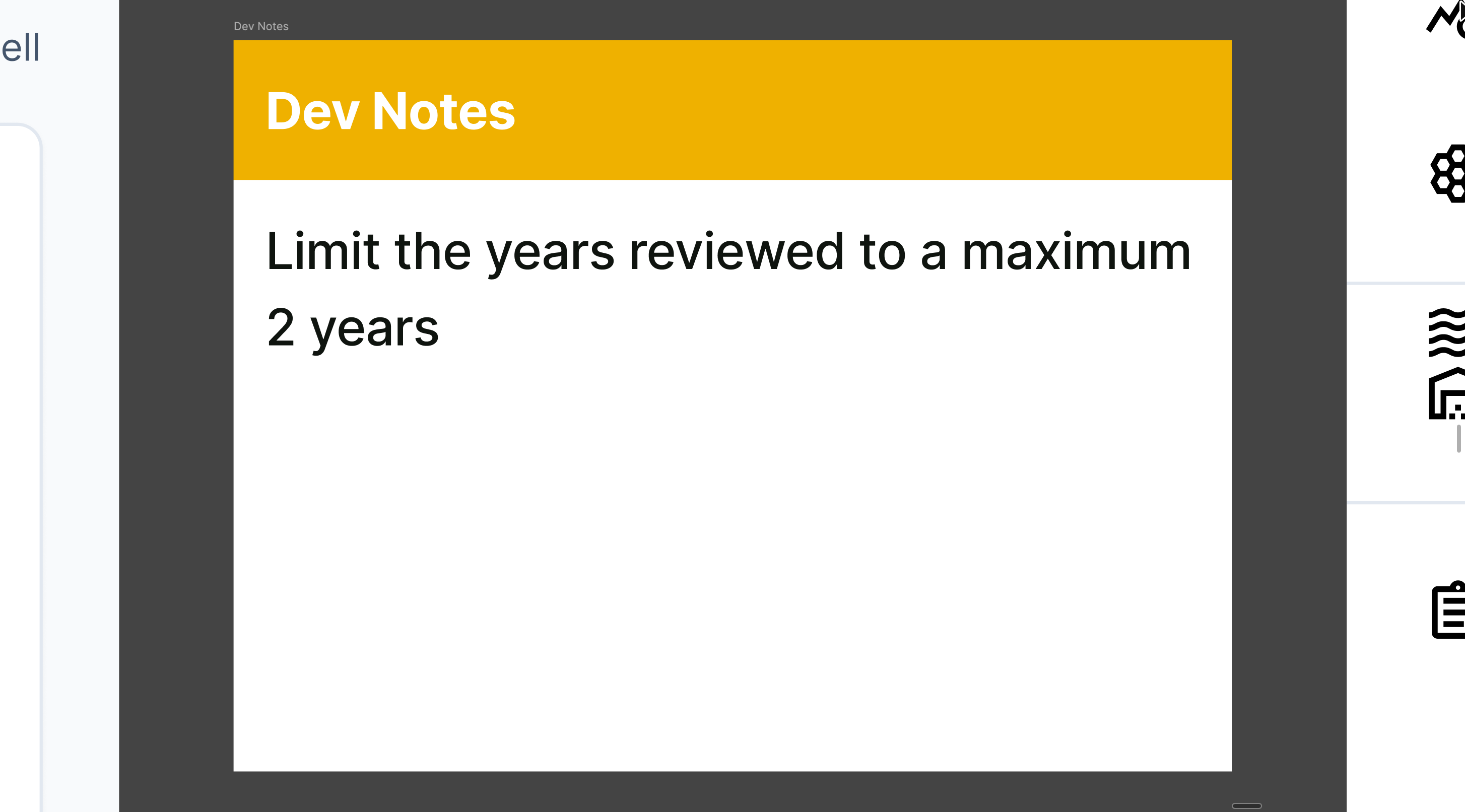 ell
Dev Notes
Dev Notes
Limit the years reviewed to a maximum
2 years